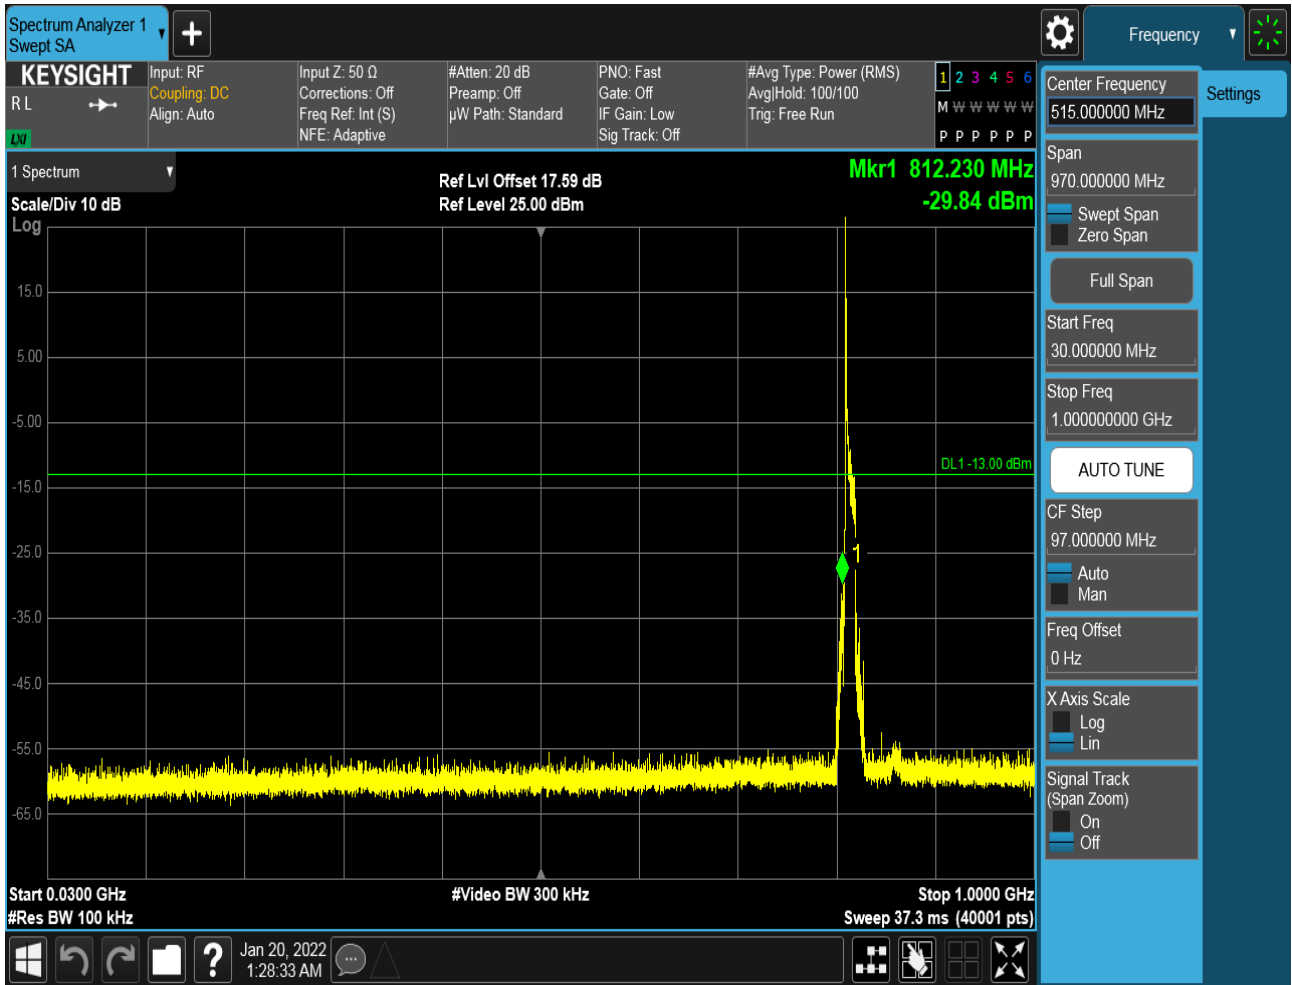 Spectrum Analyzer 1
Swept SA
Frequency
KEYSIGHT
R L
LXI
Input: RF
Coupling: DC
Align: Auto
Input Z: 50 Ω
Corrections: Off
Freq Ref: Int (S)
NFE: Adaptive
#Atten: 20 dB
Preamp: Off
µW Path: Standard
PNO: Fast
Gate: Off
IF Gain: Low
Sig Track: Off
#Avg Type: Power (RMS)
Avg|Hold: 100/100
Trig: Free Run
1 2 3 4 5 6
M W W W W W
P P P P P P
1 Spectrum
Scale/Div 10 dB
Log
Ref Lvl Offset 17.59 dB
Ref Level 25.00 dBm
Mkr1 812.230 MHz
-29.84 dBm
15.0
5.00
-5.00
-15.0
-25.0
-35.0
-45.0
-55.0
-65.0
DL1 -13.00 dBm
1
Start 0.0300 GHz
#Res BW 100 kHz
#Video BW 300 kHz
Stop 1.0000 GHz
Sweep 37.3 ms (40001 pts)
Center Frequency
515.000000 MHz
Settings
Span
970.000000 MHz
Swept Span
Zero Span
Full Span
Start Freq
30.000000 MHz
Stop Freq
1.000000000 GHz
AUTO TUNE
CF Step
97.000000 MHz
Auto
Man
Freq Offset
0 Hz
X Axis Scale
Log
Lin
Signal Track
(Span Zoom)
On
Off
?
Jan 20, 2022
1:28:33 AM